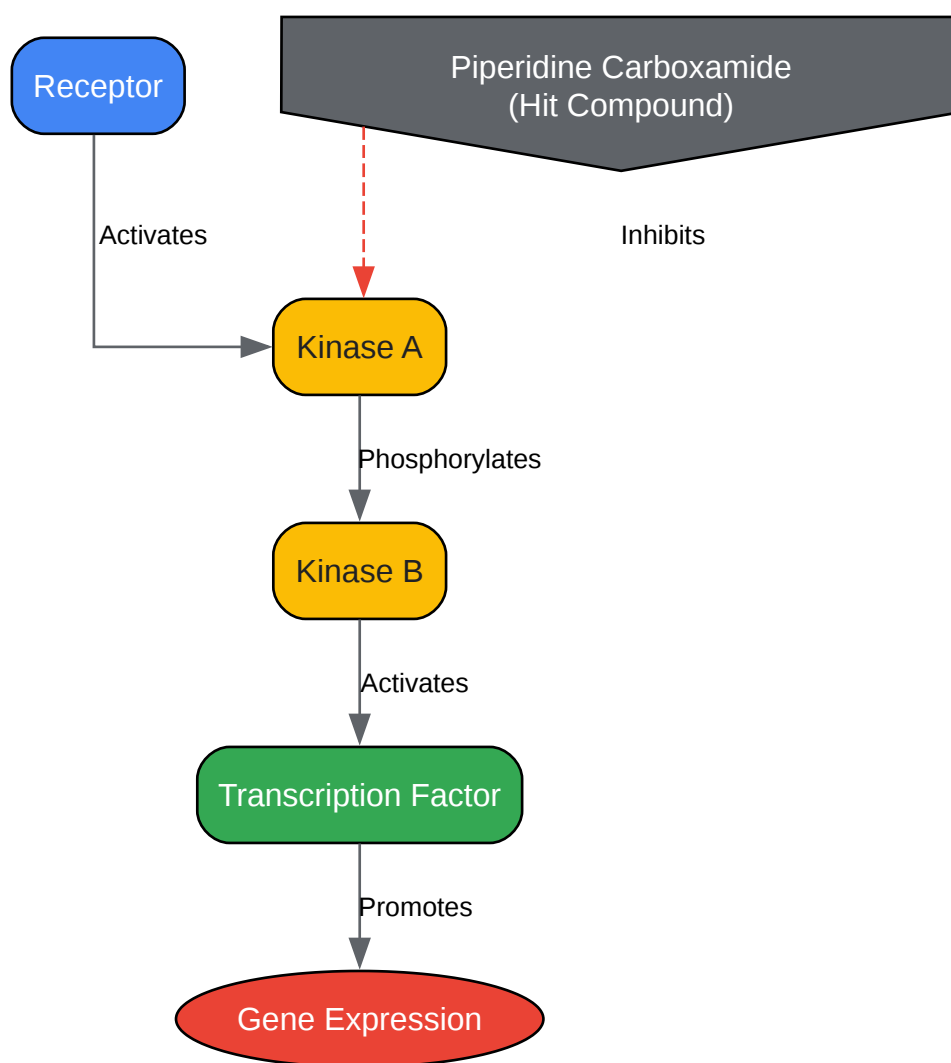 Receptor
Piperidine Carboxamide
(Hit Compound)
Activates
Inhibits
Kinase A
Phosphorylates
Kinase B
Activates
Transcription Factor
Promotes
Gene Expression